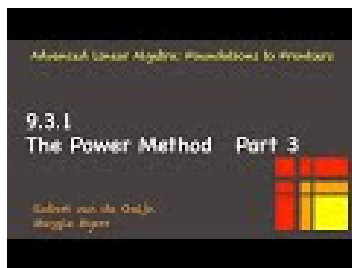 Advanced Linear Algebra: Foundations to Frontiers
9.3.1
The Power Method Part 3
Robert van de Geijn
Maggie Myers